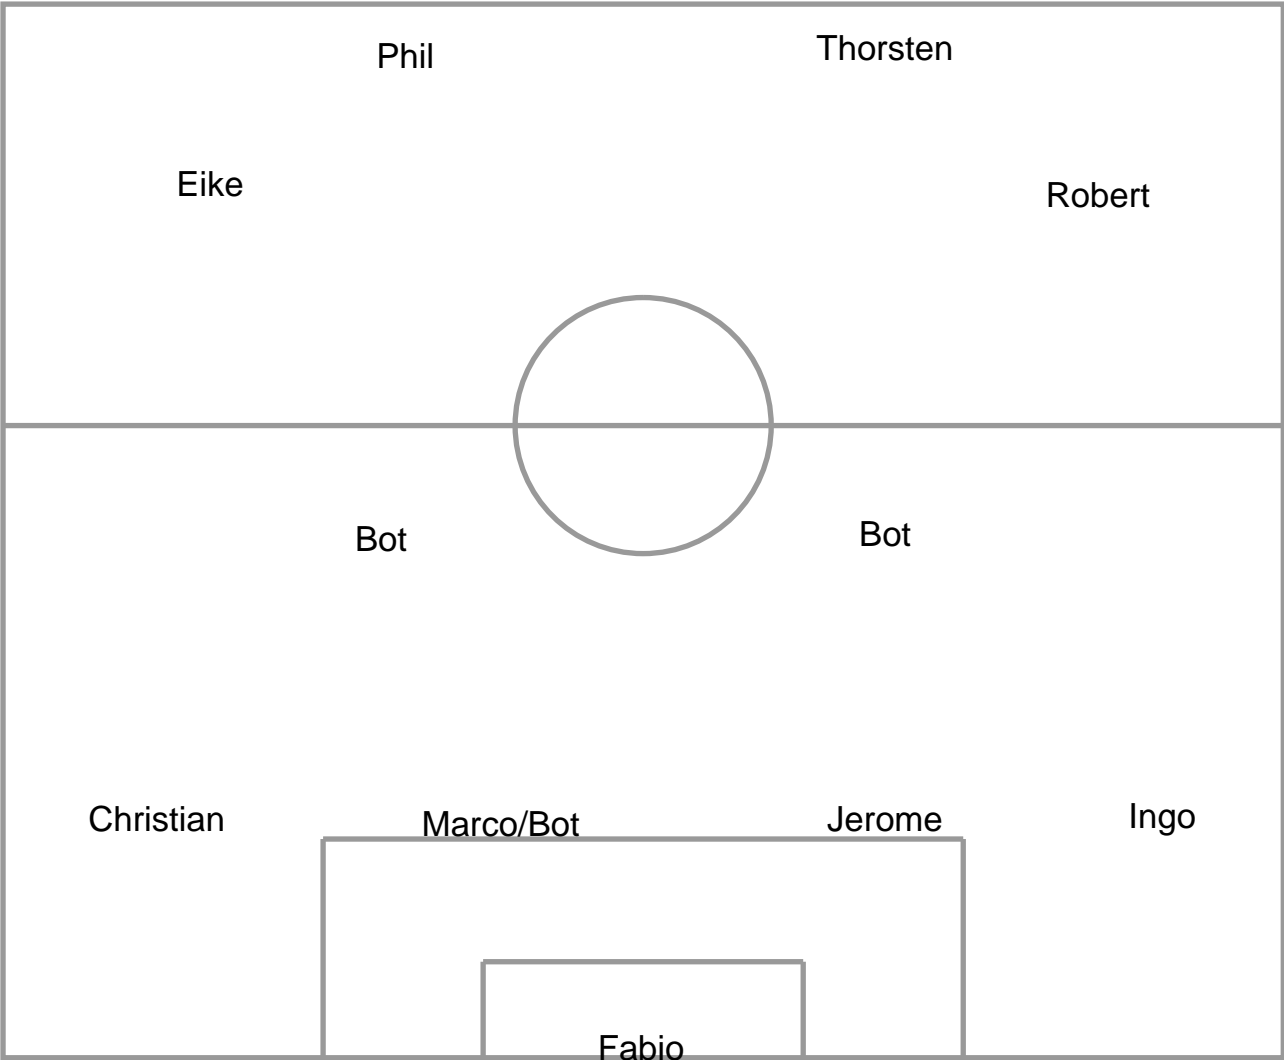 Phil
Thorsten
Eike
Robert
Bot
Bot
Christian
Marco/Bot
Jerome
Ingo
Fabio